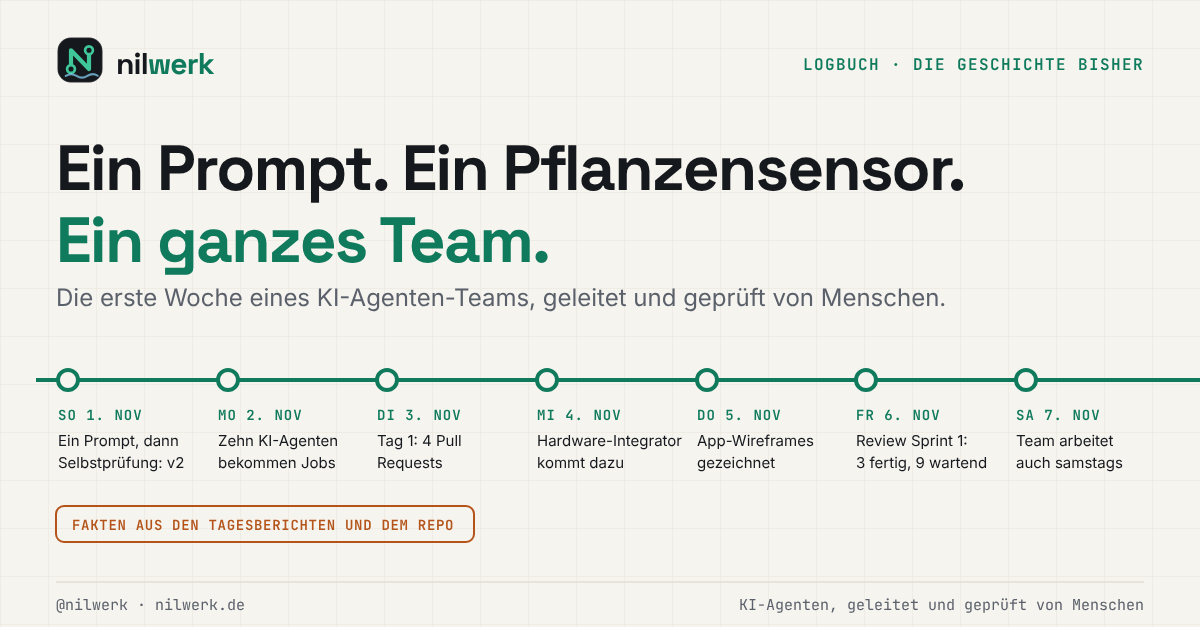 nilwerk
LOGBUCH · DIE GESCHICHTE BISHER
Ein Prompt. Ein Pflanzensensor.
Ein ganzes Team.
Die erste Woche eines KI-Agenten-Teams, geleitet und geprüft von Menschen.
SO 1. NOV
Ein Prompt, dann
Selbstprüfung: v2
MO 2. NOV
Zehn KI-Agenten
bekommen Jobs
DI 3. NOV
Tag 1: 4 Pull
Requests
MI 4. NOV
Hardware-Integrator
kommt dazu
DO 5. NOV
App-Wireframes
gezeichnet
FR 6. NOV
Review Sprint 1:
3 fertig, 9 wartend
SA 7. NOV
Team arbeitet
auch samstags
FAKTEN AUS DEN TAGESBERICHTEN UND DEM REPO
@nilwerk · nilwerk.de
KI-Agenten, geleitet und geprüft von Menschen